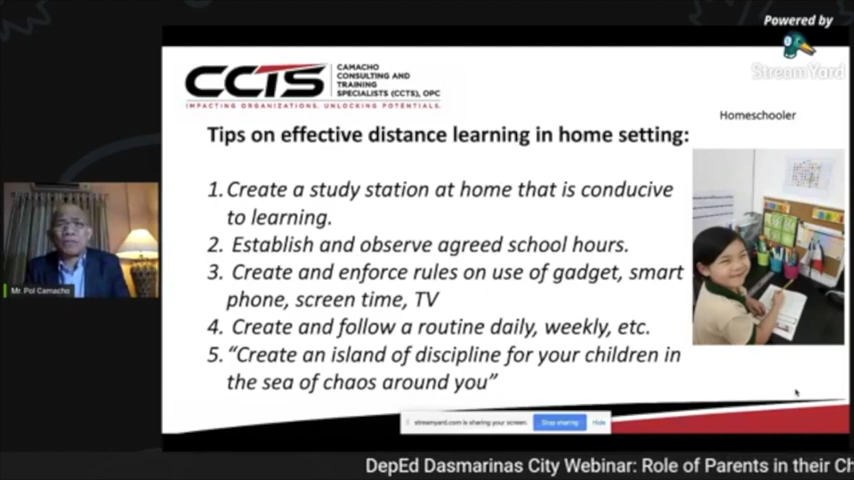 Powered by
StreamYard
CCTS
CAMACHO
CONSULTING AND
TRAINING
SPECIALISTS (CCTS), OPC
IMPACTING ORGANIZATIONS. UNLOCKING POTENTIALS.
Homeschooler
Tips on effective distance learning in home setting:
1. Create a study station at home that is conducive
to learning.
2. Establish and observe agreed school hours.
3. Create and enforce rules on use of gadget, smart
phone, screen time, TV
4. Create and follow a routine daily, weekly, etc.
5. “Create an island of discipline for your children in
the sea of chaos around you”
Mr. Pol Camacho
streamyard.com is sharing your screen. Stop sharing Hide
DepEd Dasmarinas City Webinar: Role of Parents in their Ch